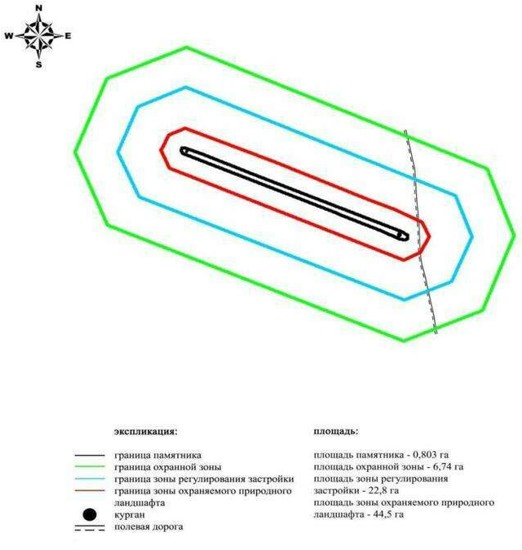 N
W E
S
экспликация:
граница памятника
граница охранной зоны
граница зоны регулирования застройки
граница зоны охраняемого природного
ландшафта
курган
полевая дорога
площадь:
площадь памятника - 0,803 га
площадь охранной зоны - 6,74 га
площадь зоны регулирования
застройки - 22,8 га
площадь зоны охраняемого природного
ландшафта - 44,5 га